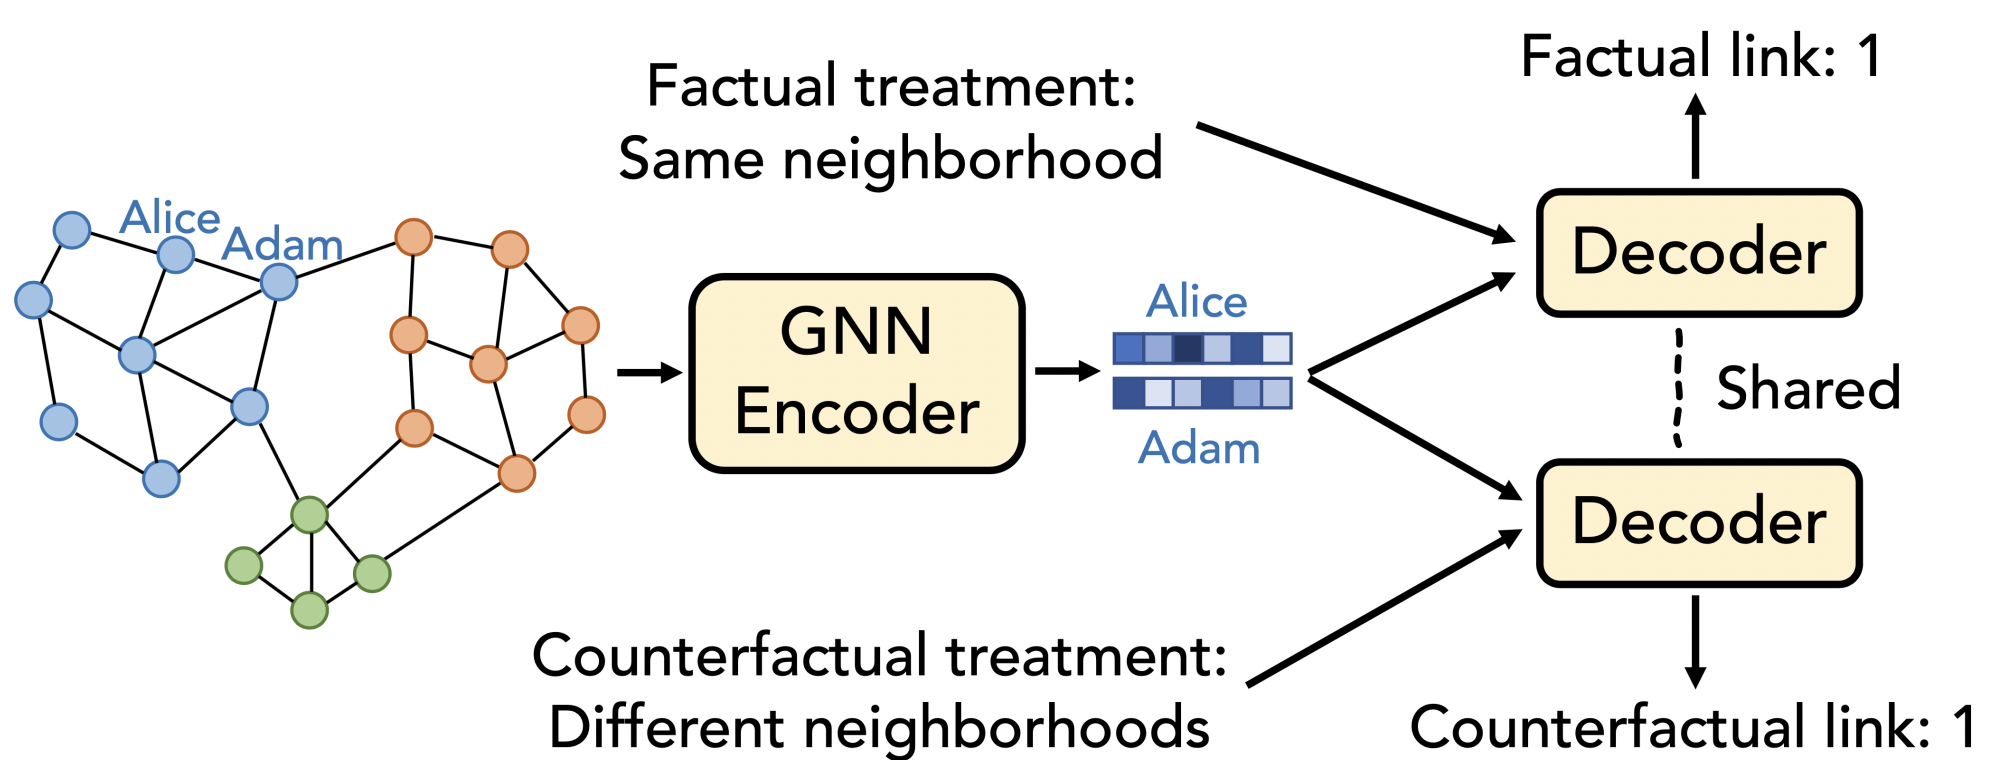 Alice
Adam
Factual treatment:
Same neighborhood
GNN
Encoder
Alice
Adam
Counterfactual treatment:
Different neighborhoods
Factual link: 1
Decoder
Shared
Decoder
Counterfactual link: 1